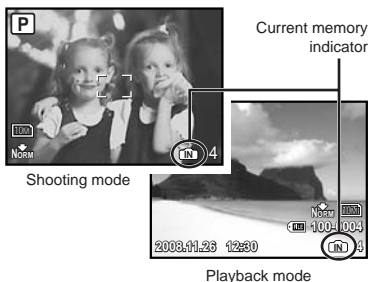 P
Current memory
indicator
10M
NORM
IN 4
Shooting mode
NORM 10M
100-0004
2008.11.26 12:30 IN 4
Playback mode